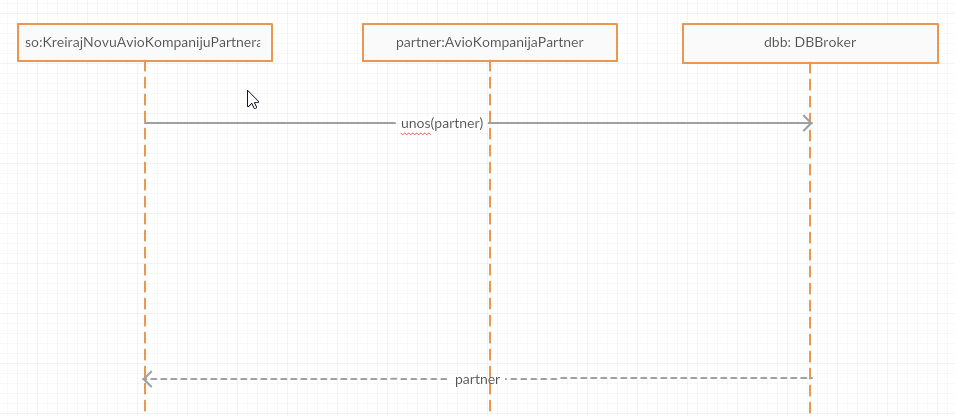 so:KreirajNovuAvioKompanijuPartnera
partner:AvioKompanijaPartner
dbb: DBBroker
unos(partner)
partner